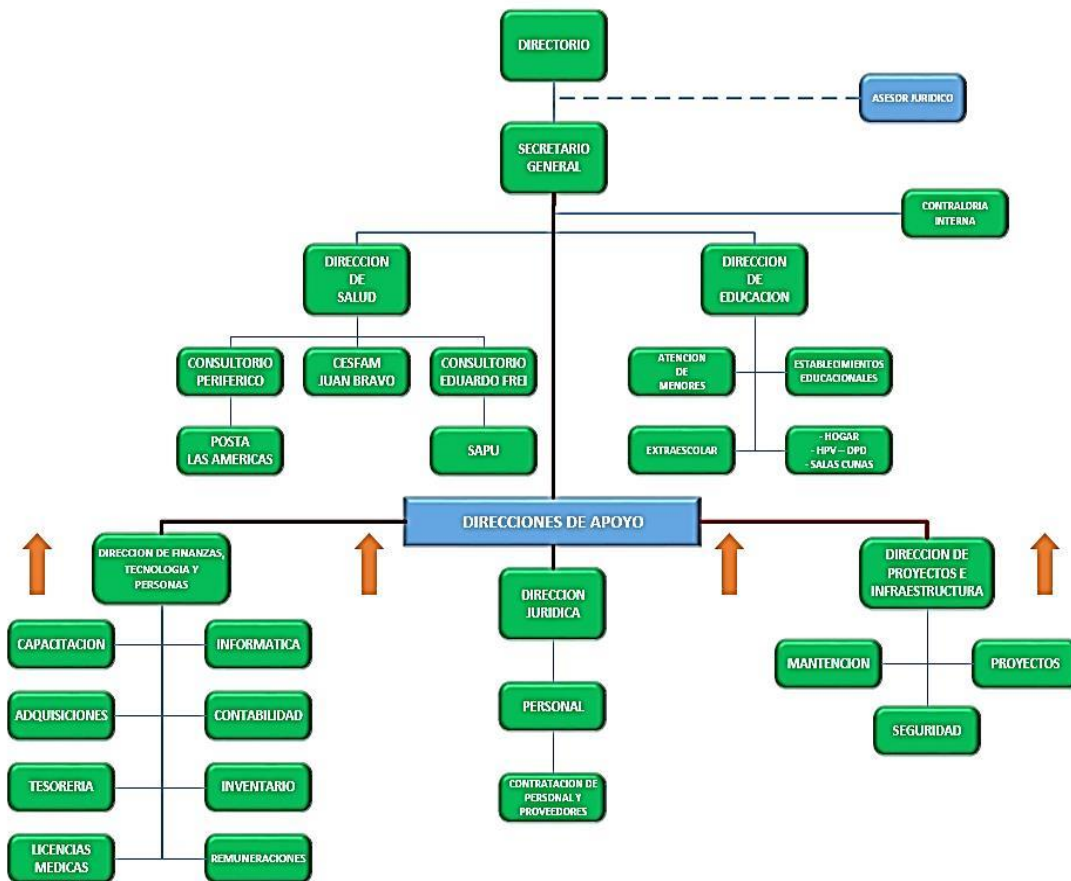 DIRECTORIO
ASESOR JURIDICO
SECRETARIO
GENERAL
CONTRALORIA
INTERNA
DIRECCION
DE
SALUD
DIRECCION
DE
EDUCACION
CONSULTORIO
PERIFERICO
CESFAM
JUAN BRAVO
CONSULTORIO
EDUARDO FREI
ATENCION
DE
MENORES
ESTABLECIMIENTOS
EDUCACIONALES
POSTA
LAS AMERICAS
SAPU
EXTRAESCOLAR
- HOGAR
- HPV – DPD
- SALAS CUNAS
DIRECCIONES DE APOYO
DIRECCION DE FINANZAS,
TECNOLOGIA Y
PERSONAS
DIRECCION
JURIDICA
DIRECCION DE
PROYECTOS E
INFRAESTRUCTURA
CAPACITACION
INFORMATICA
MANTENCION
PROYECTOS
ADQUISICIONES
CONTABILIDAD
PERSONAL
SEGURIDAD
TESORERIA
INVENTARIO
CONTRATACION DE
PERSONAL Y
PROVEEDORES
LICENCIAS
MEDICAS
REMUNERACIONES